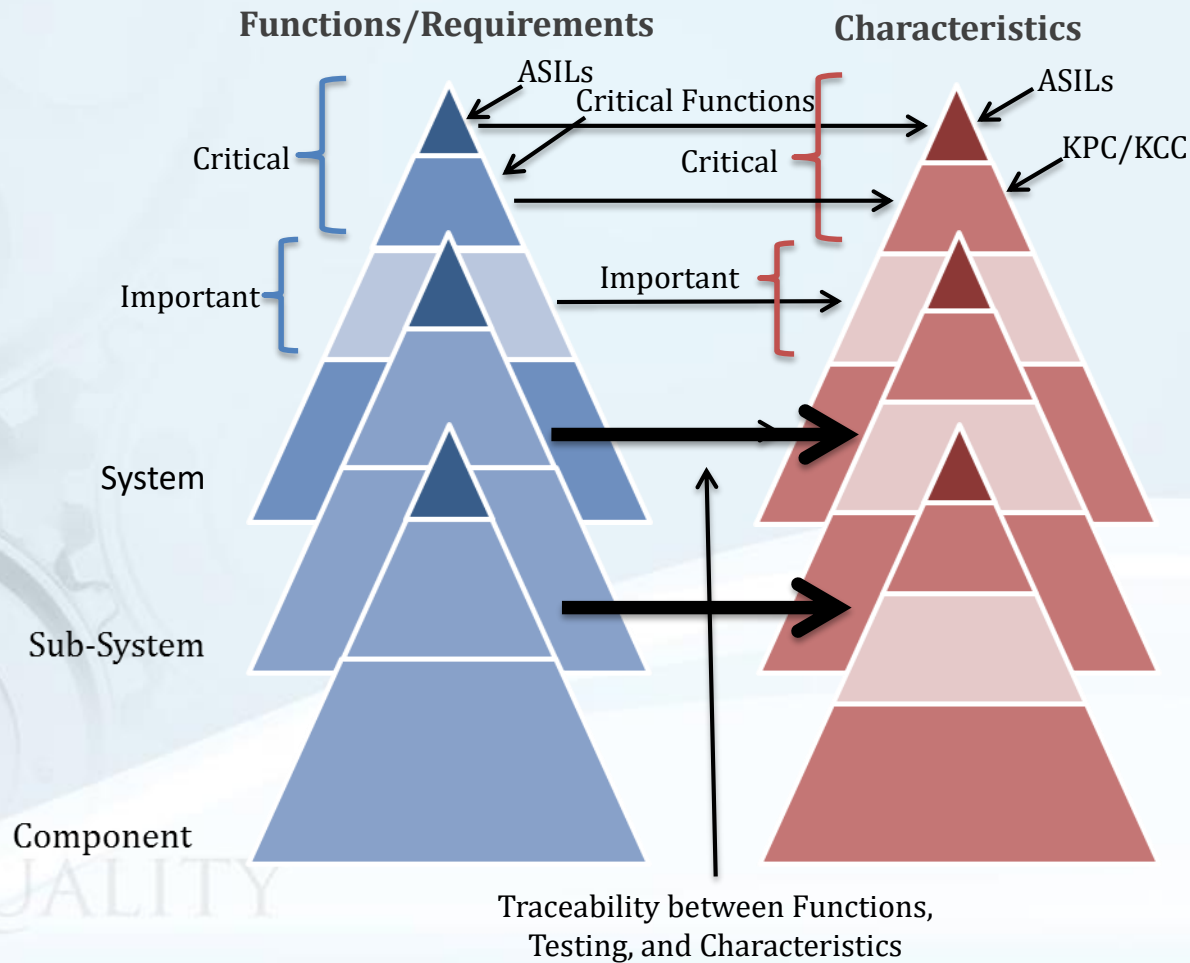 Functions/Requirements
Characteristics
ASILs
Critical Functions
ASILs
Critical
Critical
KPC/KCC
Important
Important
System
Sub-System
Component
UALITY
Traceability between Functions,
Testing, and Characteristics